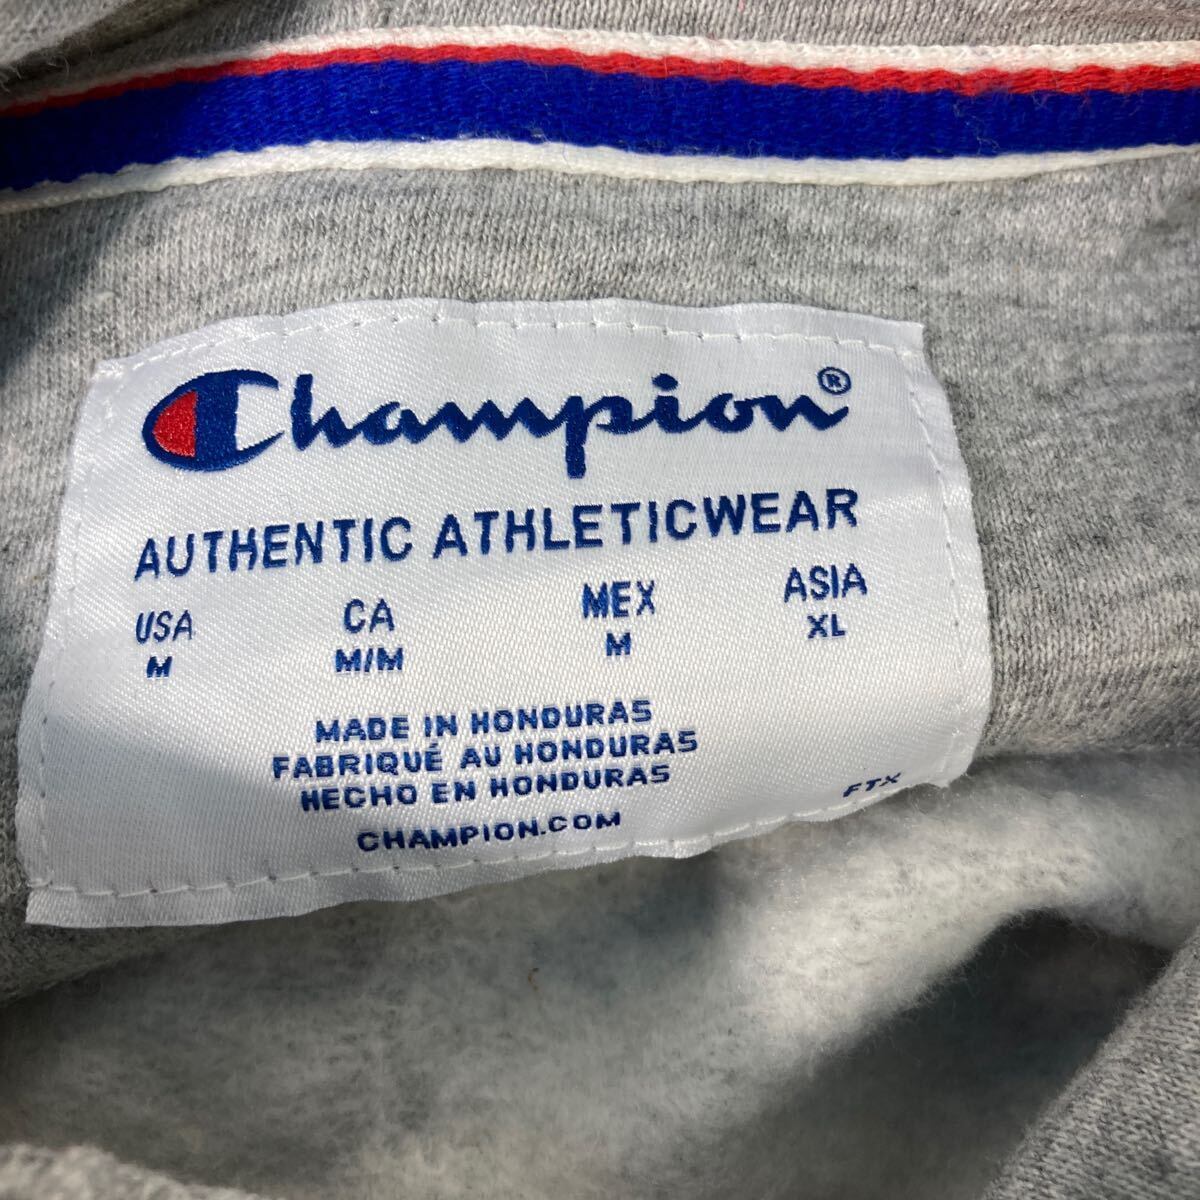 Champion®
AUTHENTIC ATHLETICWEAR
USA CA MEX ASIA
M M/M M XL
MADE IN HONDURAS
FABRIQUÉ AU HONDURAS
HECHO EN HONDURAS
FTX
CHAMPION.COM